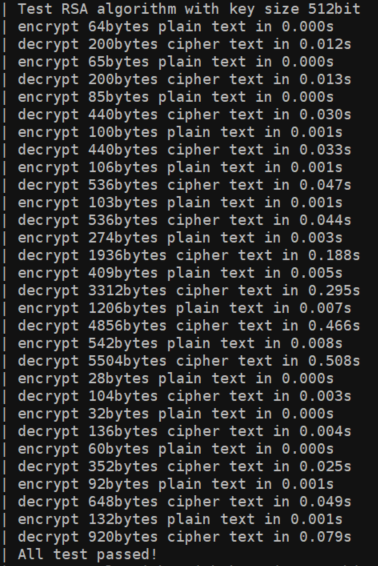 | Test RSA algorithm with key size 512bit
| encrypt 64bytes plain text in 0.000s
| decrypt 200bytes cipher text in 0.012s
| encrypt 65bytes plain text in 0.000s
| decrypt 200bytes cipher text in 0.013s
| encrypt 85bytes plain text in 0.000s
| decrypt 440bytes cipher text in 0.030s
| encrypt 100bytes plain text in 0.001s
| decrypt 440bytes cipher text in 0.033s
| encrypt 106bytes plain text in 0.001s
| decrypt 536bytes cipher text in 0.047s
| encrypt 103bytes plain text in 0.001s
| decrypt 536bytes cipher text in 0.044s
| encrypt 274bytes plain text in 0.003s
| decrypt 1936bytes cipher text in 0.188s
| encrypt 409bytes plain text in 0.005s
| decrypt 3312bytes cipher text in 0.295s
| encrypt 1206bytes plain text in 0.007s
| decrypt 4856bytes cipher text in 0.466s
| encrypt 542bytes plain text in 0.008s
| decrypt 5504bytes cipher text in 0.508s
| encrypt 28bytes plain text in 0.000s
| decrypt 104bytes cipher text in 0.003s
| encrypt 32bytes plain text in 0.000s
| decrypt 136bytes cipher text in 0.004s
| encrypt 60bytes plain text in 0.000s
| decrypt 352bytes cipher text in 0.025s
| encrypt 92bytes plain text in 0.001s
| decrypt 648bytes cipher text in 0.049s
| encrypt 132bytes plain text in 0.001s
| decrypt 920bytes cipher text in 0.079s
| All test passed!